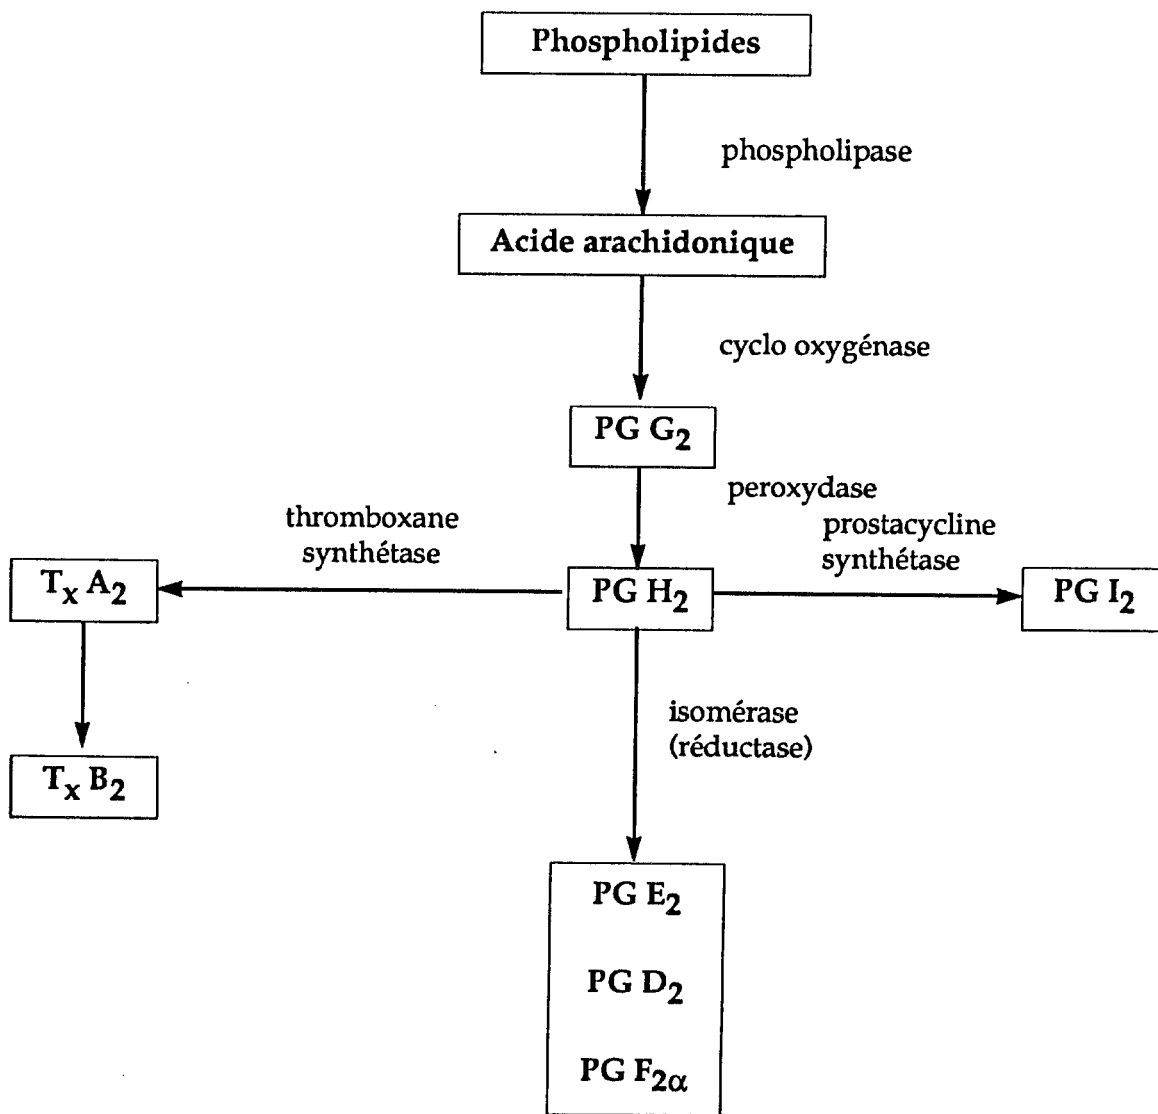 Phospholipides
phospholipase
Acide arachidonique
cyclo oxygénase
PG G2
peroxydase
thromboxane
synthétase
prostacycline
synthétase
Tx A2
PG H2
PG I2
isomérase
(réductase)
Tx B2
PG E2
PG D2
PG F2α